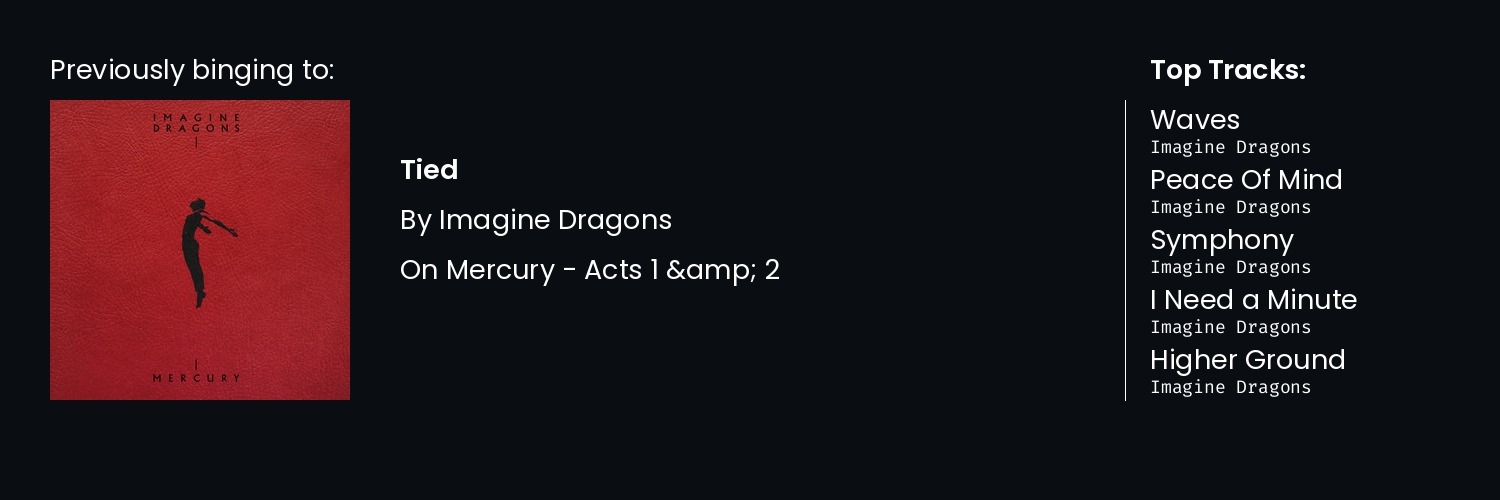 Previously binging to:
IMAGINE
DRAGONS
MERCURY
Tied
By Imagine Dragons
On Mercury - Acts 1 &amp; 2
Top Tracks:
Waves
Imagine Dragons
Peace Of Mind
Imagine Dragons
Symphony
Imagine Dragons
I Need a Minute
Imagine Dragons
Higher Ground
Imagine Dragons